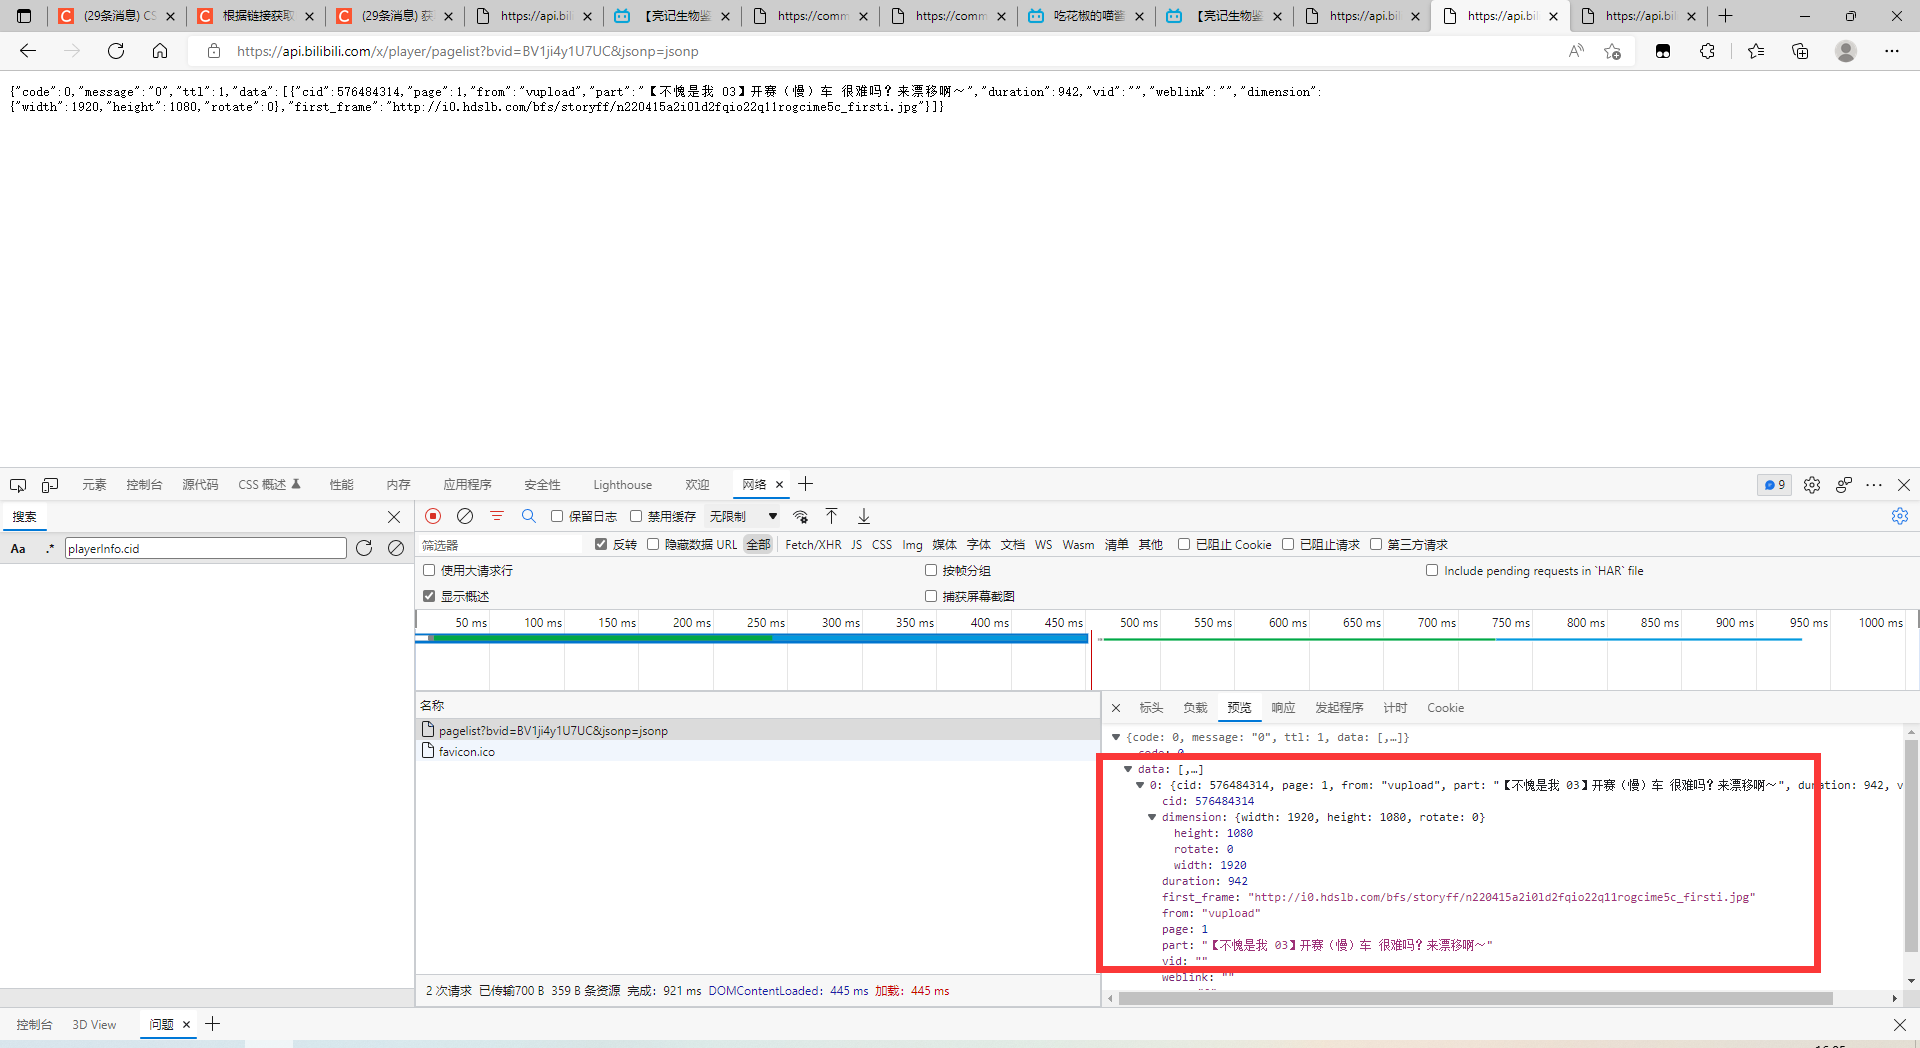 (29条消息) CS
根据链接获取
(29条消息) 获
https://api.bil
【亮记生物鉴
https://comm
https://comm
吃花椒的喵酱
【亮记生物鉴
https://api.bil
https://api.bil
https://api.bil
https://api.bilibili.com/x/player/pagelist?bvid=BV1ji4y1U7UC&jsonp=jsonp
{"code":0,"message":"0","ttl":1,"data":[{"cid":576484314,"page":1,"from":"vupload","part":"【不愧是我 03】开赛（慢）车 很难吗？来漂移啊～","duration":942,"vid":"","weblink":"","dimension":
{"width":1920,"height":1080,"rotate":0},"first_frame":"http://i0.hdslb.com/bfs/storyff/n220415a2i0ld2fqio22q11rogcime5c_firsti.jpg"}]}
元素 控制台 源代码 CSS 概述 性能 内存 应用程序 安全性 Lighthouse 欢迎 网络 9
搜索
保留日志 禁用缓存 无限制
Aa .* playerInfo.cid
筛选器 反转 隐藏数据 URL 全部 Fetch/XHR JS CSS Img 媒体 字体 文档 WS Wasm 清单 其他 已阻止 Cookie 已阻止请求 第三方请求
使用大请求行 按帧分组 Include pending requests in `HAR` file
显示概述 捕获屏幕截图
50 ms 100 ms 150 ms 200 ms 250 ms 300 ms 350 ms 400 ms 450 ms 500 ms 550 ms 600 ms 650 ms 700 ms 750 ms 800 ms 850 ms 900 ms 950 ms 1000 ms
名称
pagelist?bvid=BV1ji4y1U7UC&jsonp=jsonp
favicon.ico
标头 负载 预览 响应 发起程序 计时 Cookie
{code: 0, message: "0", ttl: 1, data: [,…]}
code: 0
data: [,…]
0: {cid: 576484314, page: 1, from: "vupload", part: "【不愧是我 03】开赛（慢）车 很难吗？来漂移啊～", duration: 942, v
cid: 576484314
dimension: {width: 1920, height: 1080, rotate: 0}
height: 1080
rotate: 0
width: 1920
duration: 942
first_frame: "http://i0.hdslb.com/bfs/storyff/n220415a2i0ld2fqio22q11rogcime5c_firsti.jpg"
from: "vupload"
page: 1
part: "【不愧是我 03】开赛（慢）车 很难吗？来漂移啊～"
vid: ""
weblink: ""
2 次请求 已传输700 B 359 B 条资源 完成: 921 ms DOMContentLoaded: 445 ms 加载: 445 ms
控制台 3D View 问题